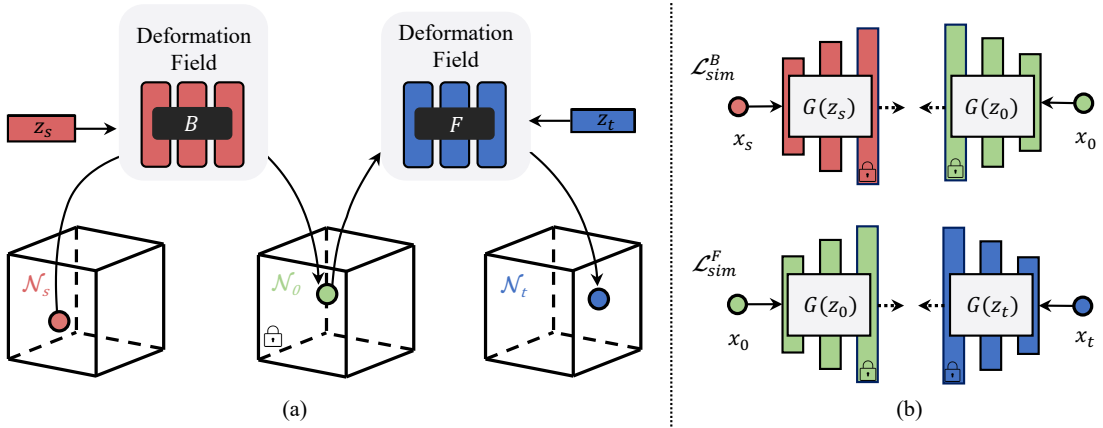 Deformation
Field
B
z_s
Deformation
Field
F
z_t
𝒩_s
𝒩_0
𝒩_t
(a)
ℒ^B_sim
G(z_s)
G(z_0)
x_s
x_0
ℒ^F_sim
G(z_0)
G(z_t)
x_0
x_t
(b)